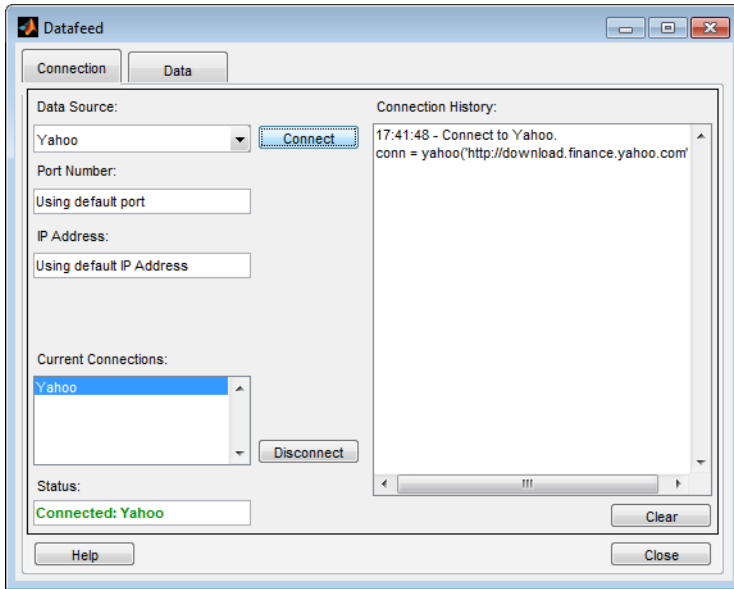 Datafeed
Connection
Data
Data Source:
Yahoo
Connect
Port Number:
Using default port
IP Address:
Using default IP Address
Current Connections:
Yahoo
Disconnect
Status:
Connected: Yahoo
Connection History:
17:41:48 - Connect to Yahoo.
conn = yahoo('http://download.finance.yahoo.com'
Clear
Help
Close